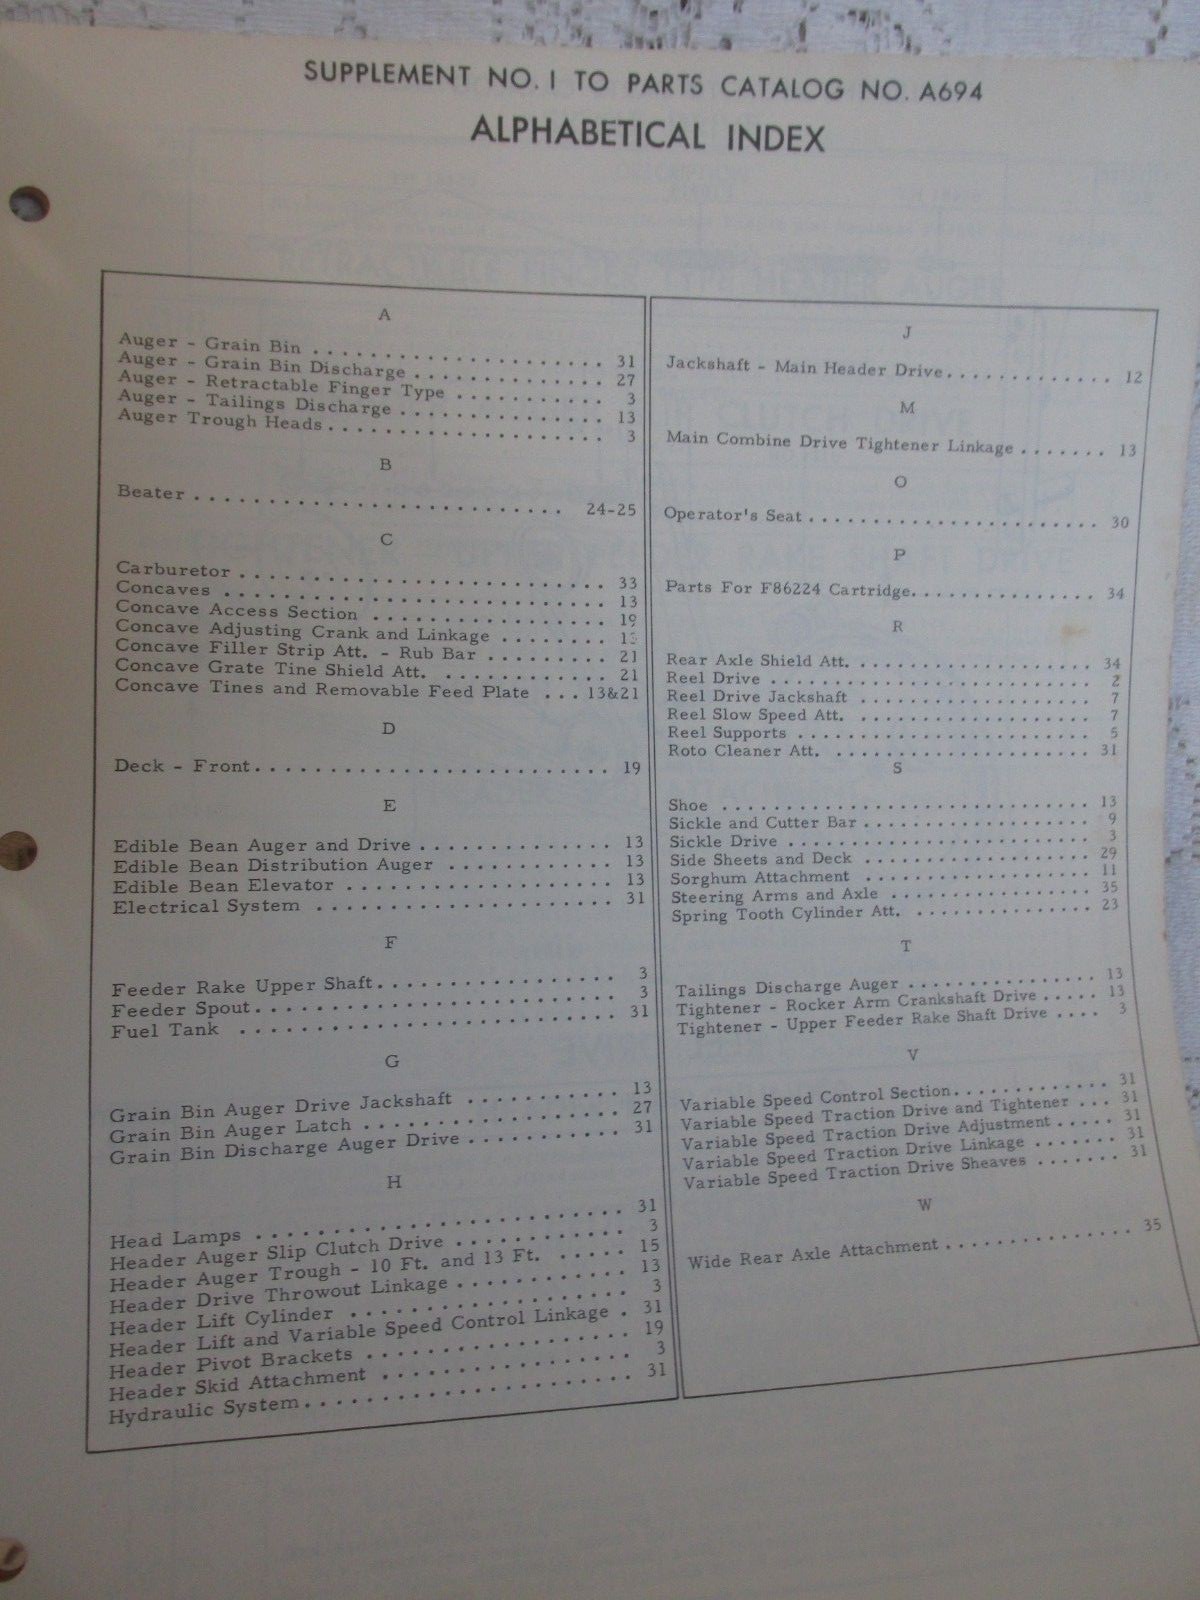 SUPPLEMENT NO. 1 TO PARTS CATALOG NO. A694
ALPHABETICAL INDEX
A
Auger - Grain Bin . . . . . . . . . . . . . . . . . . . . 31
Auger - Grain Bin Discharge . . . . . . . . . . . . . 27
Auger - Retractable Finger Type . . . . . . . . . . 3
Auger - Tailings Discharge . . . . . . . . . . . . . . 13
Auger Trough Heads . . . . . . . . . . . . . . . . . . 3
B
Beater . . . . . . . . . . . . . . . . . . . . . . . . 24-25
C
Carburetor . . . . . . . . . . . . . . . . . . . . . . . . 33
Concaves . . . . . . . . . . . . . . . . . . . . . . . . . 13
Concave Access Section . . . . . . . . . . . . . . . . 19
Concave Adjusting Crank and Linkage . . . . . . .
Concave Filler Strip Att. - Rub Bar . . . . . . . . 21
Concave Grate Tine Shield Att. . . . . . . . . . . . 21
Concave Tines and Removable Feed Plate . . . 13&21
D
Deck - Front . . . . . . . . . . . . . . . . . . . . . . . 19
E
Edible Bean Auger and Drive . . . . . . . . . . . . . 13
Edible Bean Distribution Auger . . . . . . . . . . . 13
Edible Bean Elevator . . . . . . . . . . . . . . . . . . 13
Electrical System . . . . . . . . . . . . . . . . . . . . 31
F
Feeder Rake Upper Shaft . . . . . . . . . . . . . . . . 3
Feeder Spout . . . . . . . . . . . . . . . . . . . . . . . . 3
Fuel Tank . . . . . . . . . . . . . . . . . . . . . . . . . 31
G
Grain Bin Auger Drive Jackshaft . . . . . . . . . . 13
Grain Bin Auger Latch . . . . . . . . . . . . . . . . . 27
Grain Bin Discharge Auger Drive . . . . . . . . . . 31
H
Head Lamps . . . . . . . . . . . . . . . . . . . . . . . . 31
Header Auger Slip Clutch Drive . . . . . . . . . . . 3
Header Auger Trough - 10 Ft. and 13 Ft. . . . . . 15
Header Drive Throwout Linkage . . . . . . . . . . . 13
Header Lift Cylinder . . . . . . . . . . . . . . . . . . . 3
Header Lift and Variable Speed Control Linkage . 31
Header Pivot Brackets . . . . . . . . . . . . . . . . . 19
Header Skid Attachment . . . . . . . . . . . . . . . . 3
Hydraulic System . . . . . . . . . . . . . . . . . . . . 31
J
Jackshaft - Main Header Drive . . . . . . . . . . . . 12
M
Main Combine Drive Tightener Linkage . . . . . . . 13
O
Operator's Seat . . . . . . . . . . . . . . . . . . . . . . 30
P
Parts For F86224 Cartridge . . . . . . . . . . . . . . 34
R
Rear Axle Shield Att. . . . . . . . . . . . . . . . . . . 34
Reel Drive . . . . . . . . . . . . . . . . . . . . . . . . . 2
Reel Drive Jackshaft . . . . . . . . . . . . . . . . . . . 7
Reel Slow Speed Att. . . . . . . . . . . . . . . . . . . . 7
Reel Supports . . . . . . . . . . . . . . . . . . . . . . . 5
Roto Cleaner Att. . . . . . . . . . . . . . . . . . . . . 31
S
Shoe . . . . . . . . . . . . . . . . . . . . . . . . . . . . . 13
Sickle and Cutter Bar . . . . . . . . . . . . . . . . . . 9
Sickle Drive . . . . . . . . . . . . . . . . . . . . . . . . 3
Side Sheets and Deck . . . . . . . . . . . . . . . . . . 29
Sorghum Attachment . . . . . . . . . . . . . . . . . . 11
Steering Arms and Axle . . . . . . . . . . . . . . . . 35
Spring Tooth Cylinder Att. . . . . . . . . . . . . . . 23
T
Tailings Discharge Auger . . . . . . . . . . . . . . . 13
Tightener - Rocker Arm Crankshaft Drive . . . . . 13
Tightener - Upper Feeder Rake Shaft Drive . . . . 3
V
Variable Speed Control Section . . . . . . . . . . . . 31
Variable Speed Traction Drive and Tightener . . . 31
Variable Speed Traction Drive Adjustment . . . . . 31
Variable Speed Traction Drive Linkage . . . . . . . 31
Variable Speed Traction Drive Sheaves . . . . . . . 31
W
Wide Rear Axle Attachment . . . . . . . . . . . . . . 35